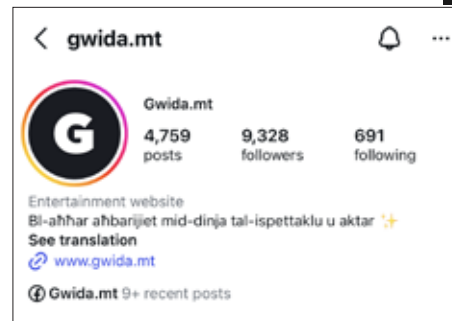 gwida.mt
G
Gwida.mt
4,759 9,328 691
posts followers following
Entertainment website
Bl-aħħar aħbarijiet mid-dinja tal-ispettaklu u aktar ✨
See translation
www.gwida.mt
Gwida.mt 9+ recent posts